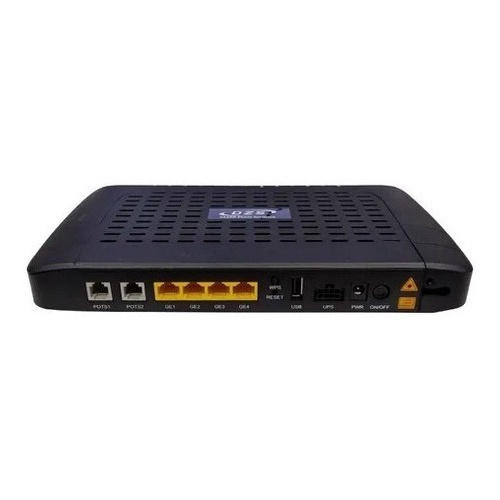 DZS
WPS
RESET
POTS1 POTS2 GE1 GE2 GE3 GE4 USB UPS PWR ON/OFF